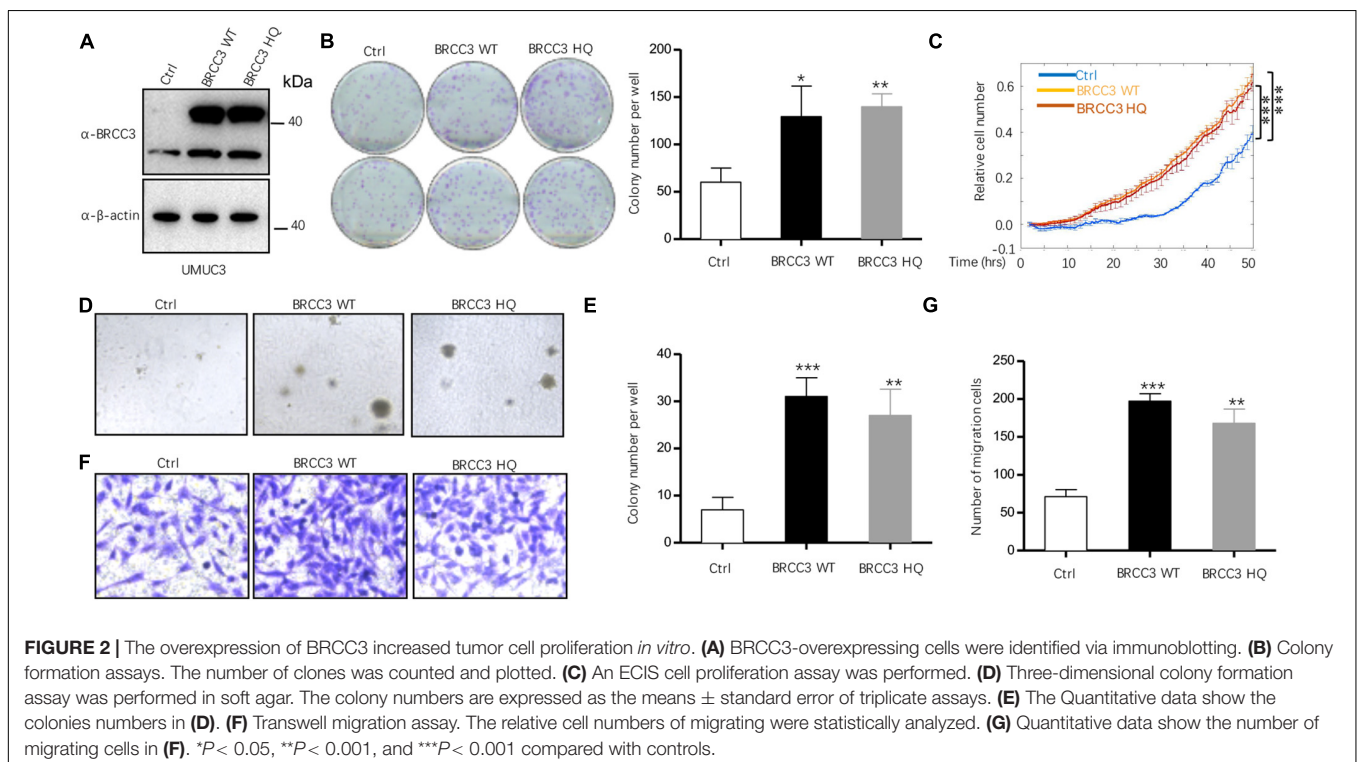 A
Ctrl
BRCC3 WT
BRCC3 HQ
kDa
α-BRCC3
40
α-β-actin
40
UMUC3
B
Ctrl
BRCC3 WT
BRCC3 HQ
Colony number per well
200
150
100
50
0
*
**
Ctrl
BRCC3 WT
BRCC3 HQ
C
Relative cell number
0.6
0.4
0.2
0.0
−0.1
Ctrl
BRCC3 WT
BRCC3 HQ
***
***
Time (hrs)
0
10
20
30
40
50
D
Ctrl
BRCC3 WT
BRCC3 HQ
E
Colony number per well
40
30
20
10
0
***
**
Ctrl
BRCC3 WT
BRCC3 HQ
F
Ctrl
BRCC3 WT
BRCC3 HQ
G
Number of migration cells
250
200
150
100
50
0
***
**
Ctrl
BRCC3 WT
BRCC3 HQ
FIGURE 2 | The overexpression of BRCC3 increased tumor cell proliferation in vitro. (A) BRCC3-overexpressing cells were identified via immunoblotting. (B) Colony
formation assays. The number of clones was counted and plotted. (C) An ECIS cell proliferation assay was performed. (D) Three-dimensional colony formation
assay was performed in soft agar. The colony numbers are expressed as the means ± standard error of triplicate assays. (E) The Quantitative data show the
colonies numbers in (D). (F) Transwell migration assay. The relative cell numbers of migrating were statistically analyzed. (G) Quantitative data show the number of
migrating cells in (F). *P< 0.05, **P< 0.001, and ***P< 0.001 compared with controls.